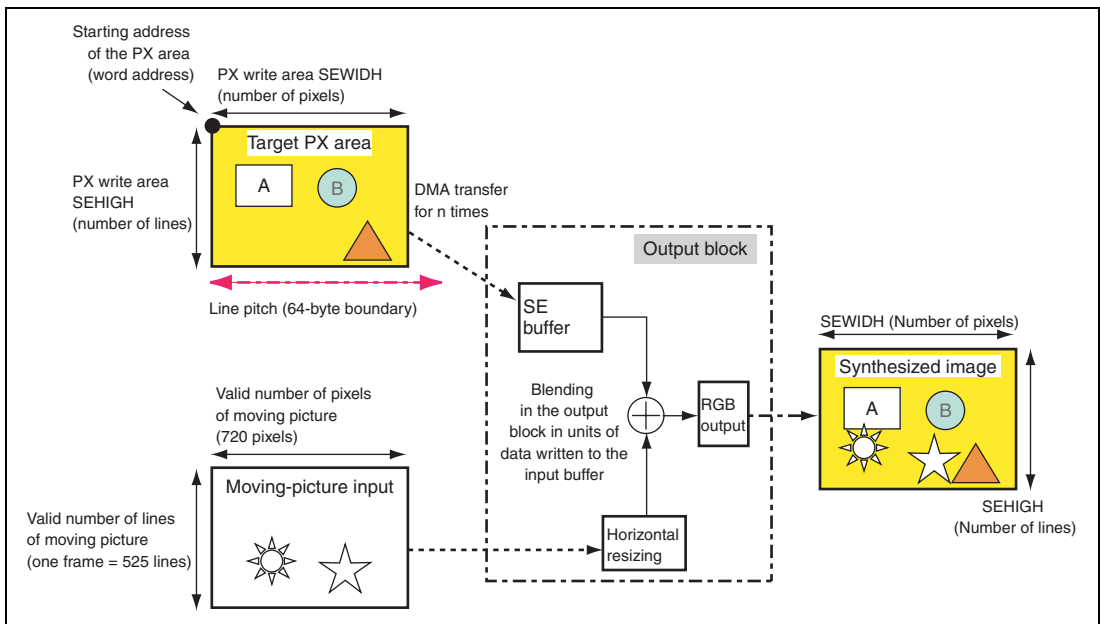 Starting address
of the PX area
(word address)
PX write area SEWIDH
(number of pixels)
Target PX area
A
B
PX write area
SEHIGH
(number of lines)
DMA transfer
for n times
Line pitch (64-byte boundary)
Output block
SE
buffer
Blending
in the output
block in units of
data written to the
input buffer
RGB
output
SEWIDH (Number of pixels)
Synthesized image
A
B
SEHIGH
(Number of lines)
Valid number of pixels
of moving picture
(720 pixels)
Moving-picture input
Valid number of lines
of moving picture
(one frame = 525 lines)
Horizontal
resizing